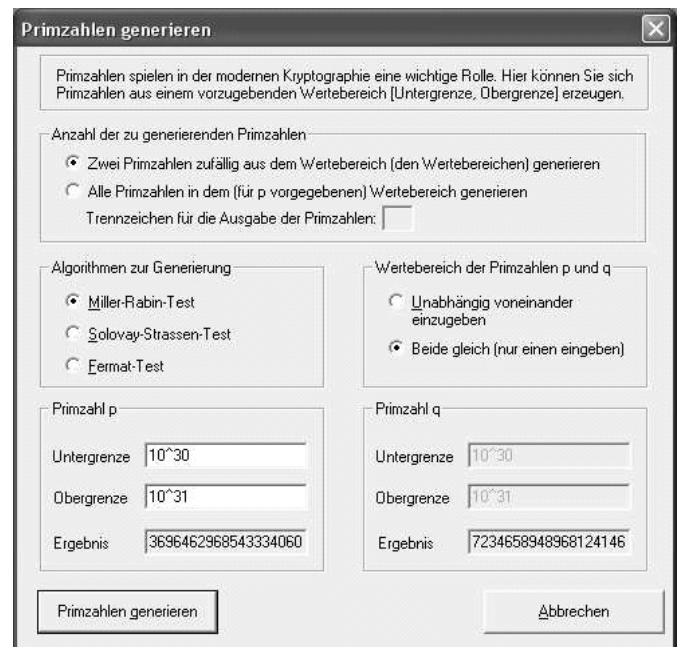 Primzahlen generieren
Primzahlen spielen in der modernen Kryptographie eine wichtige Rolle. Hier können Sie sich
Primzahlen aus einem vorzugebenden Wertebereich [Untergrenze, Obergrenze] erzeugen.
Anzahl der zu generierenden Primzahlen
Zwei Primzahlen zufällig aus dem Wertebereich (den Wertebereichen) generieren
Alle Primzahlen in dem (für p vorgegebenen) Wertebereich generieren
Trennzeichen für die Ausgabe der Primzahlen:
Algorithmen zur Generierung
Miller-Rabin-Test
Solovay-Strassen-Test
Fermat-Test
Wertebereich der Primzahlen p und q
Unabhängig voneinander
einzugeben
Beide gleich (nur einen eingeben)
Primzahl p
Untergrenze 10^30
Obergrenze 10^31
Ergebnis 3696462968543334060
Primzahl q
Untergrenze 10^30
Obergrenze 10^31
Ergebnis 7234658948968124146
Primzahlen generieren
Abbrechen